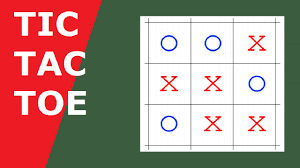 TIC
TAC
TOE
O O X
X X O
O X X